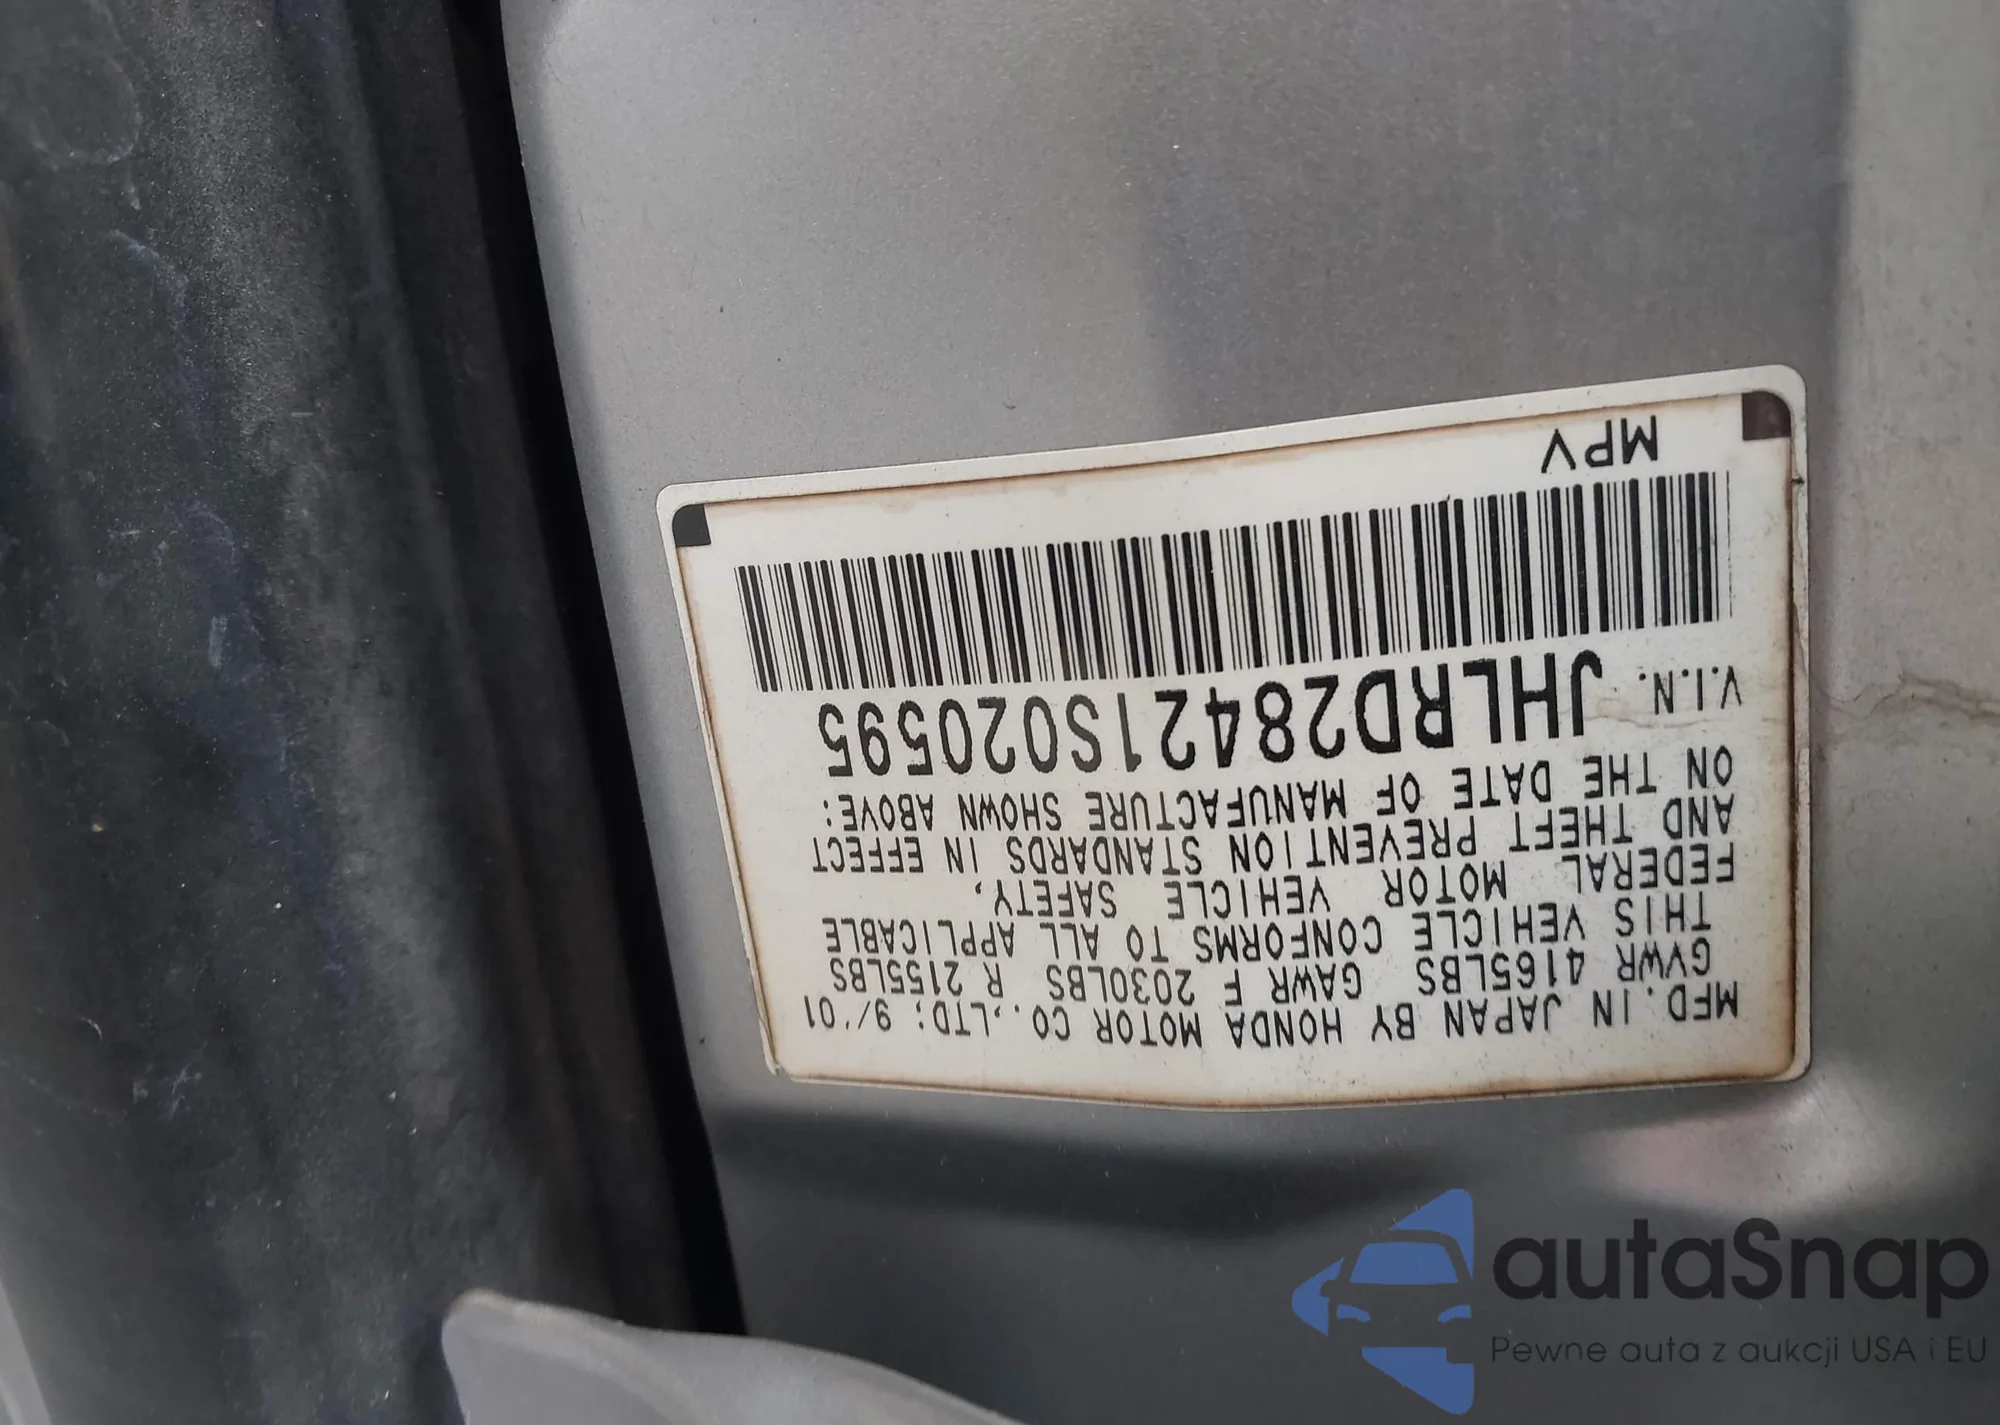 MFD. IN JAPAN BY HONDA MOTOR CO.,LTD; 9/'01
GVWR 4165LBS GAWR F 2030LBS R 2155LBS
THIS VEHICLE CONFORMS TO ALL APPLICABLE
FEDERAL MOTOR VEHICLE SAFETY,
AND THEFT PREVENTION STANDARDS IN EFFECT
ON THE DATE OF MANUFACTURE SHOWN ABOVE:
V.I.N. JHLRD28421S020595
MPV
autaSnap
Pewne auta z aukcji USA i EU